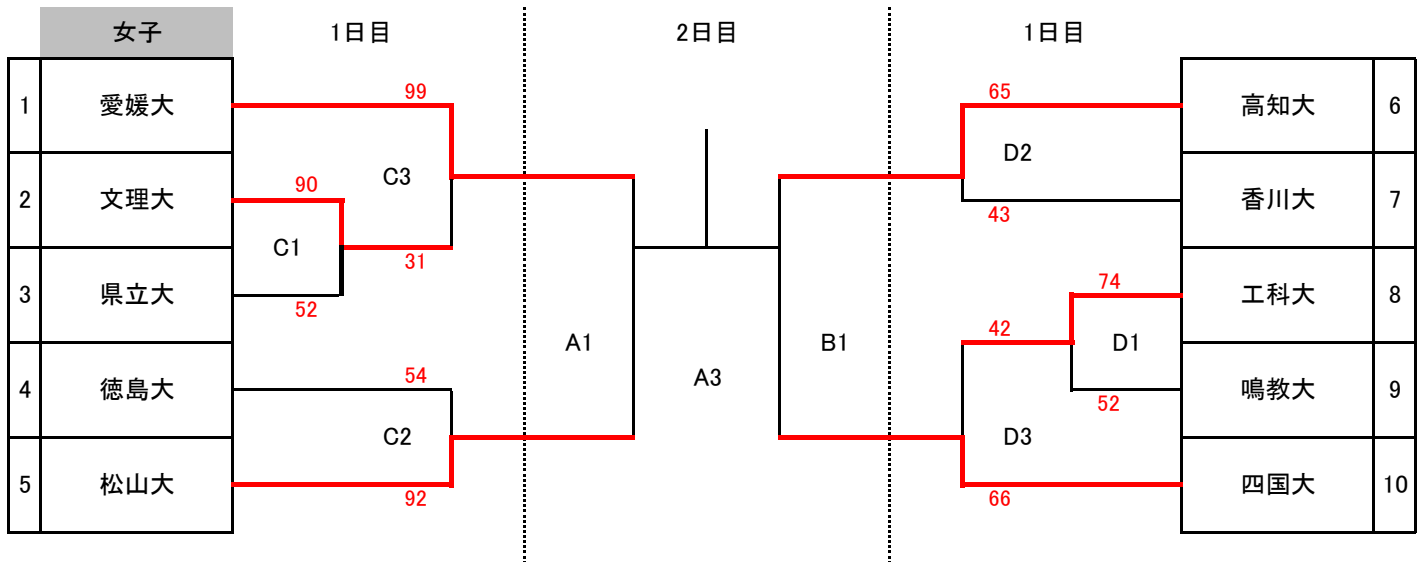 女子 1日目 2日目 1日目
99 65
1 愛媛大 高知大 6
D2
C3
90
2 文理大 香川大 7
43
C1
31 74
3 県立大 工科大 8
52
42
A1 B1 D1
54 A3
4 徳島大 鳴教大 9
52
C2 D3
5 松山大 四国大 10
92 66